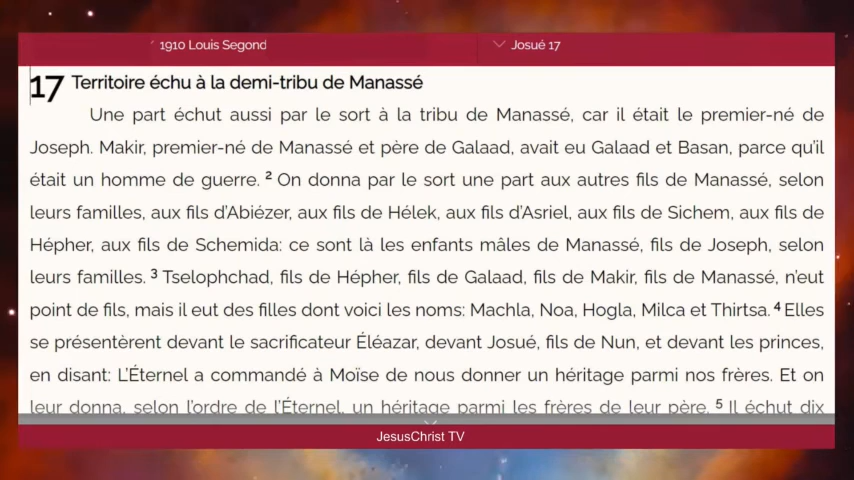 1910 Louis Segond
Josué 17
17 Territoire échu à la demi-tribu de Manassé
Une part échut aussi par le sort à la tribu de Manassé, car il était le premier-né de
Joseph. Makir, premier-né de Manassé et père de Galaad, avait eu Galaad et Basan, parce qu’il
était un homme de guerre. 2 On donna par le sort une part aux autres fils de Manassé, selon
leurs familles, aux fils d’Abiézer, aux fils de Hélek, aux fils d’Asriel, aux fils de Sichem, aux fils de
Hépher, aux fils de Schemida: ce sont là les enfants mâles de Manassé, fils de Joseph, selon
leurs familles. 3 Tselophchad, fils de Hépher, fils de Galaad, fils de Makir, fils de Manassé, n’eut
point de fils, mais il eut des filles dont voici les noms: Machla, Noa, Hogla, Milca et Thirtsa. 4 Elles
se présentèrent devant le sacrificateur Éléazar, devant Josué, fils de Nun, et devant les princes,
en disant: L’Éternel a commandé à Moïse de nous donner un héritage parmi nos frères. Et on
leur donna, selon l’ordre de l’Éternel, un héritage parmi les frères de leur père. 5 Il échut dix
JesusChrist TV